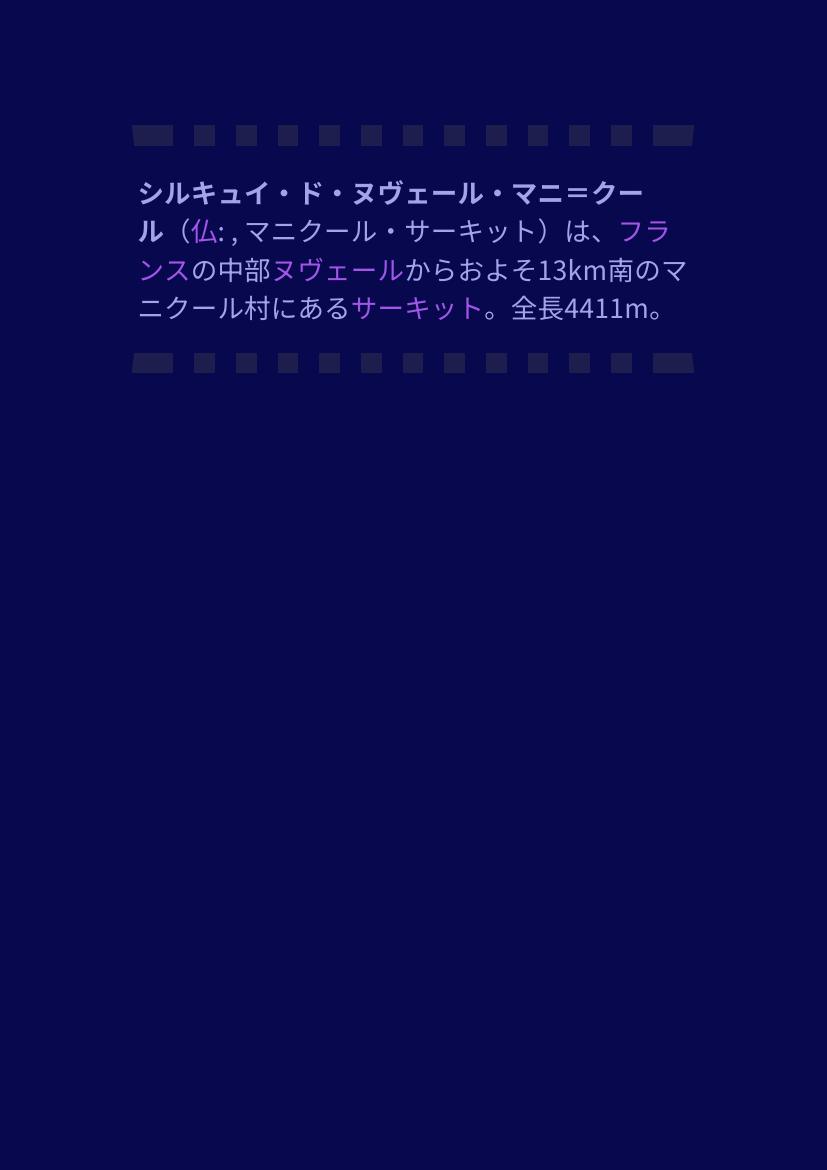 シルキュイ・ド・ヌヴェール・マニ＝クー
ル（仏: , マニクール・サーキット）は、フラ
ンスの中部ヌヴェールからおよそ13km南のマ
ニクール村にあるサーキット。全長4411m。